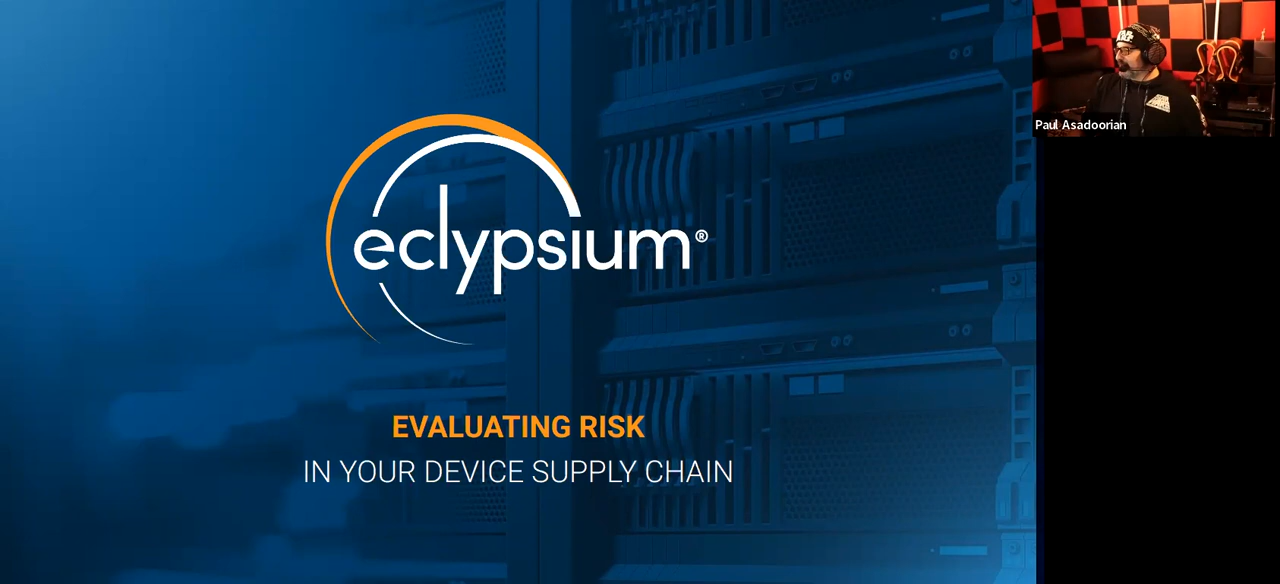 eclypsium®
EVALUATING RISK
IN YOUR DEVICE SUPPLY CHAIN
Paul Asadoorian